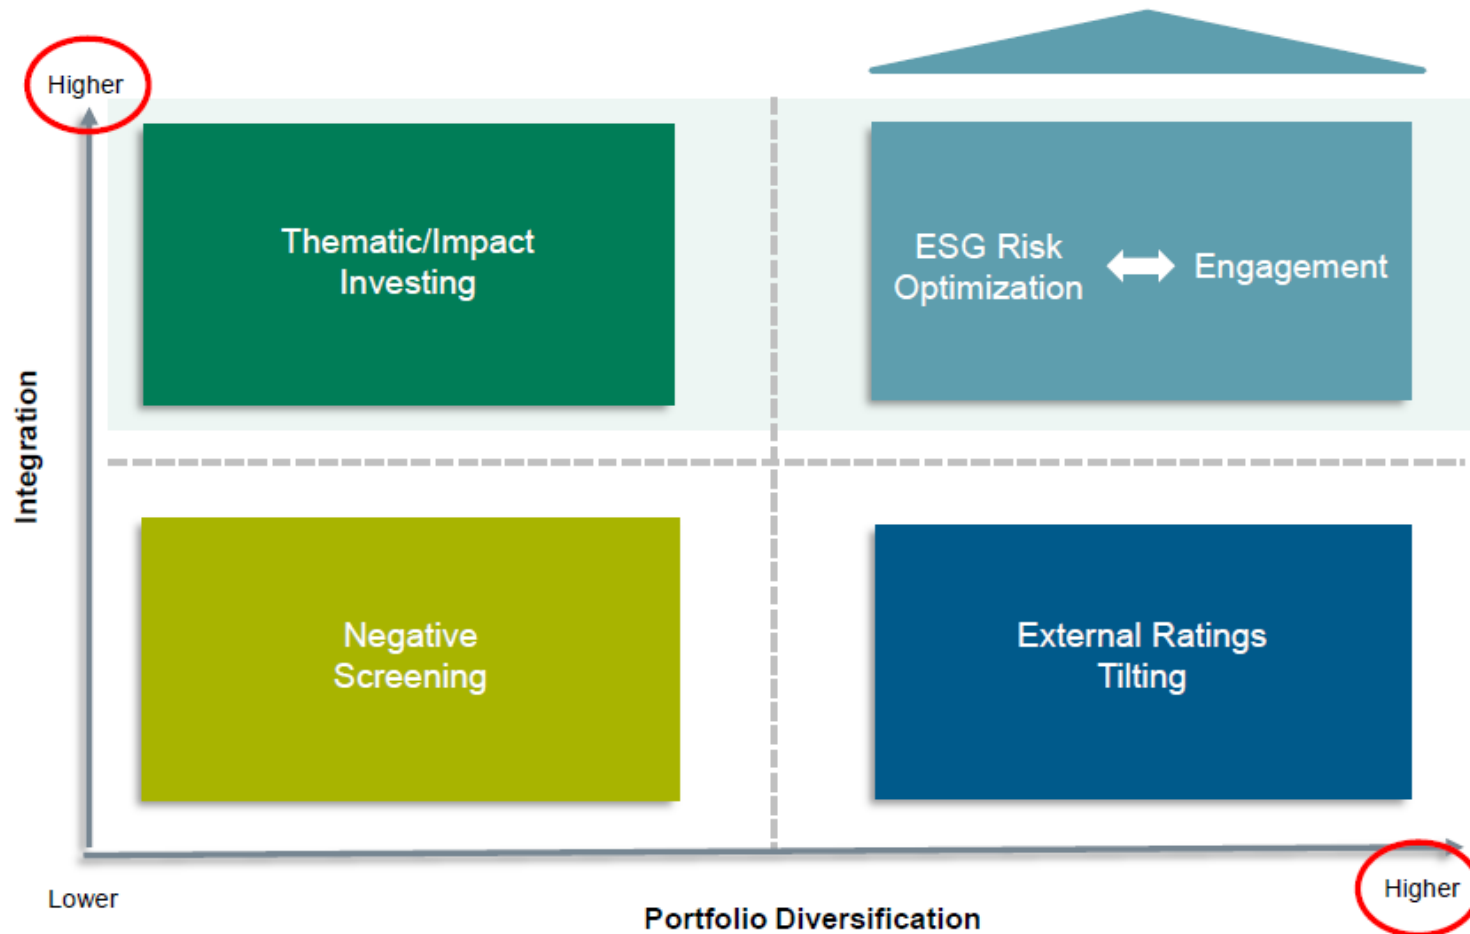 Higher
Thematic/Impact
Investing
ESG Risk
Optimization
Engagement
Integration
Negative
Screening
External Ratings
Tilting
Lower
Higher
Portfolio Diversification